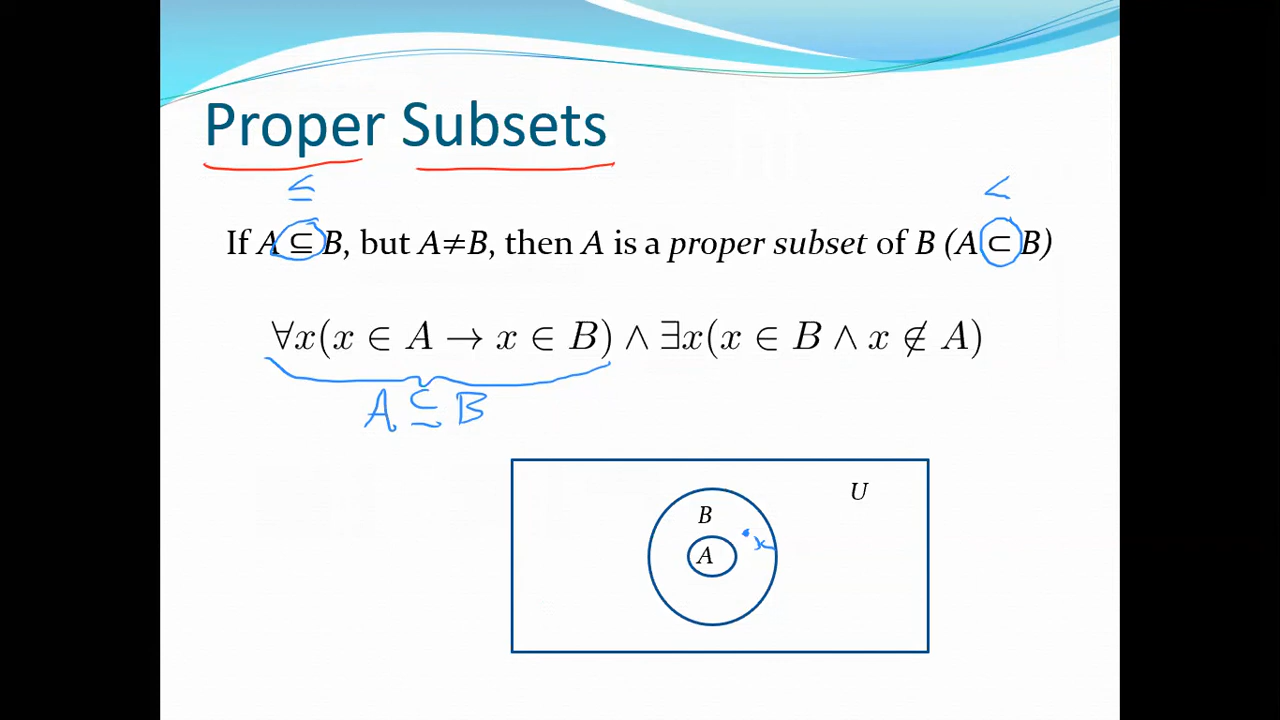 Proper Subsets
≤ <
If A ⊆ B, but A≠B, then A is a proper subset of B (A ⊂ B)
∀x(x ∈ A → x ∈ B) ∧ ∃x(x ∈ B ∧ x ∉ A)
A ⊆ B
U
B
x
A